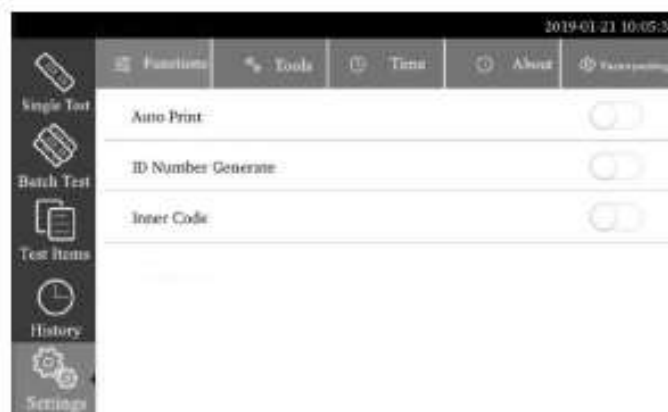 2019-01-21 10:05:3
Functions
Tools
Time
About
Single Test
Auto Print
Batch Test
ID Number Generate
Inner Code
Test Items
History
Settings